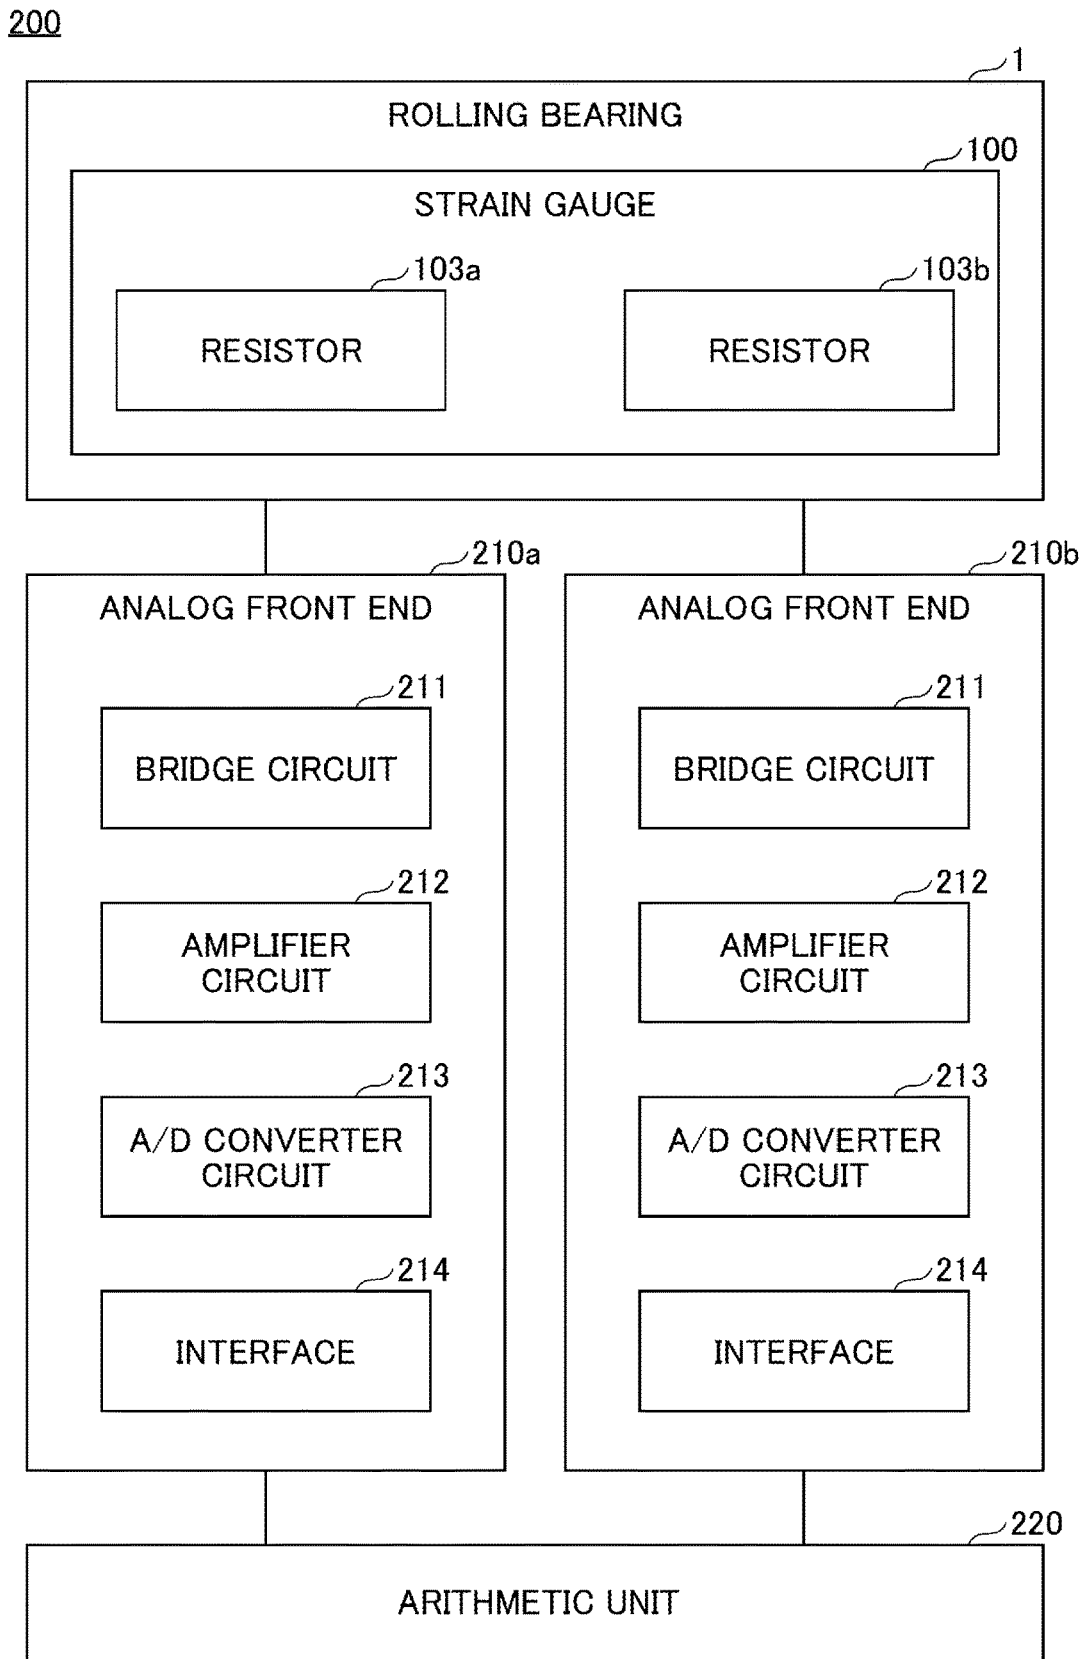 200
1
ROLLING BEARING
100
STRAIN GAUGE
103a
103b
RESISTOR
RESISTOR
210a
210b
ANALOG FRONT END
ANALOG FRONT END
211
211
BRIDGE CIRCUIT
BRIDGE CIRCUIT
212
212
AMPLIFIER
CIRCUIT
AMPLIFIER
CIRCUIT
213
213
A/D CONVERTER
CIRCUIT
A/D CONVERTER
CIRCUIT
214
214
INTERFACE
INTERFACE
220
ARITHMETIC UNIT